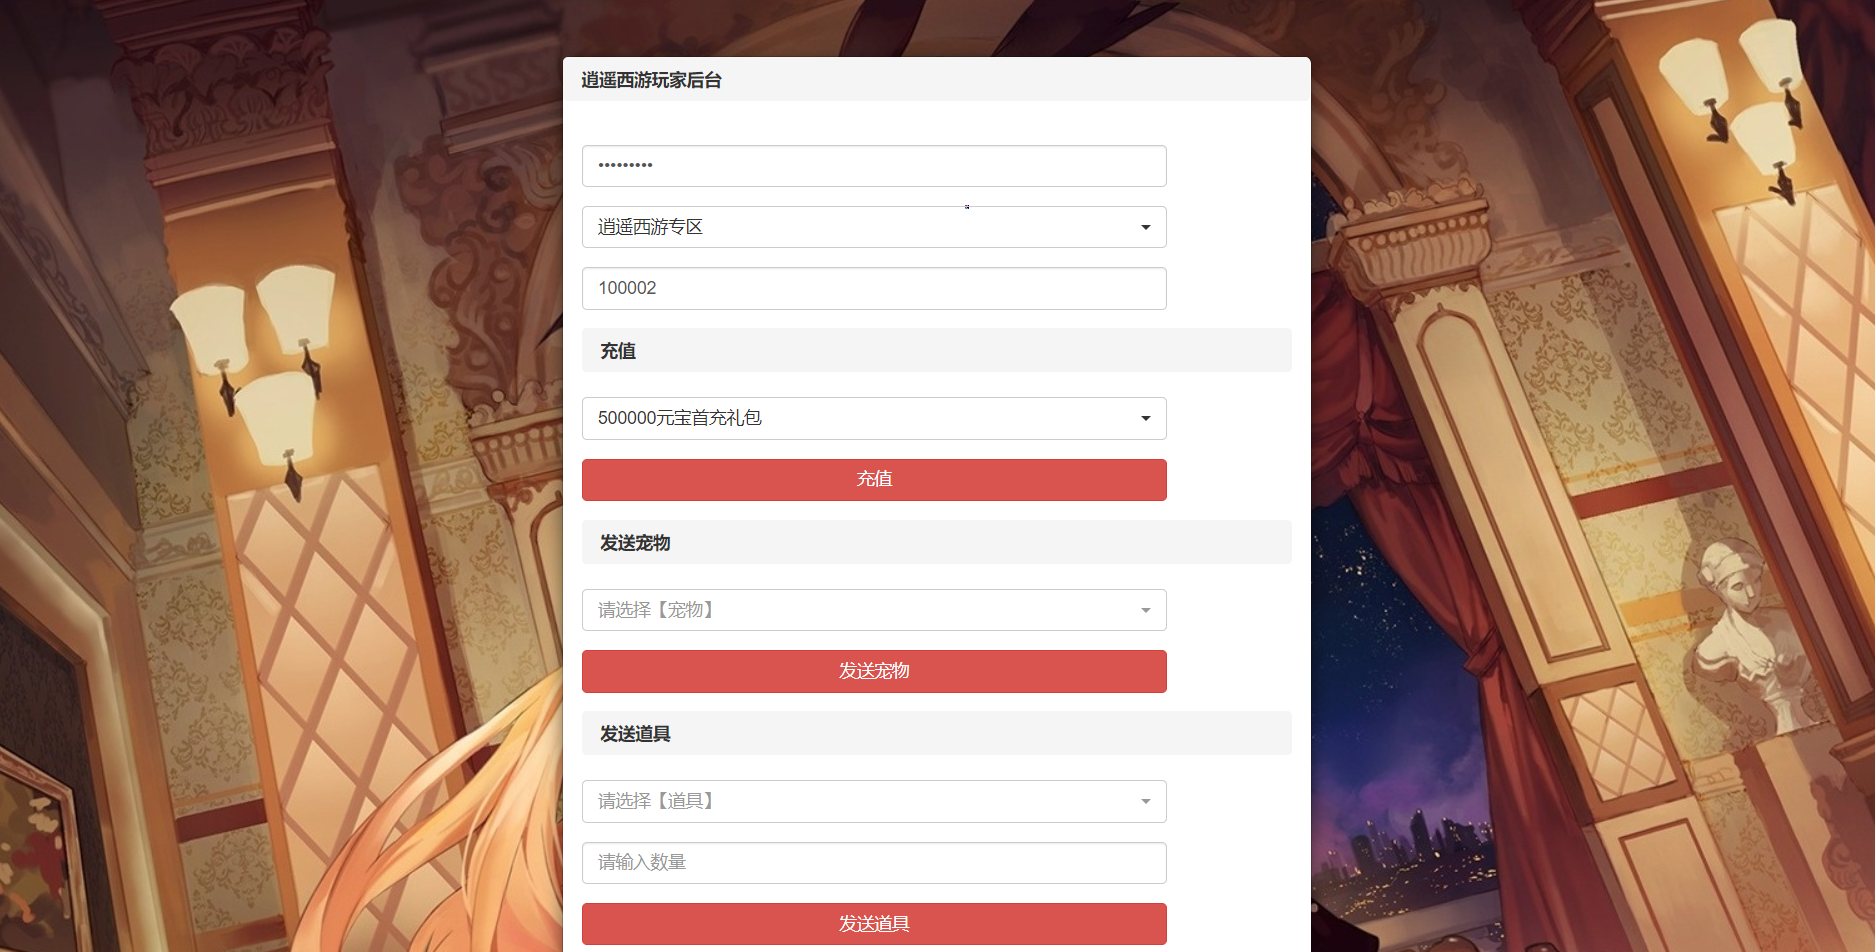 逍遥西游玩家后台
•••••••••
逍遥西游专区
100002
充值
500000元宝首充礼包
充值
发送宠物
请选择【宠物】
发送宠物
发送道具
请选择【道具】
请输入数量
发送道具